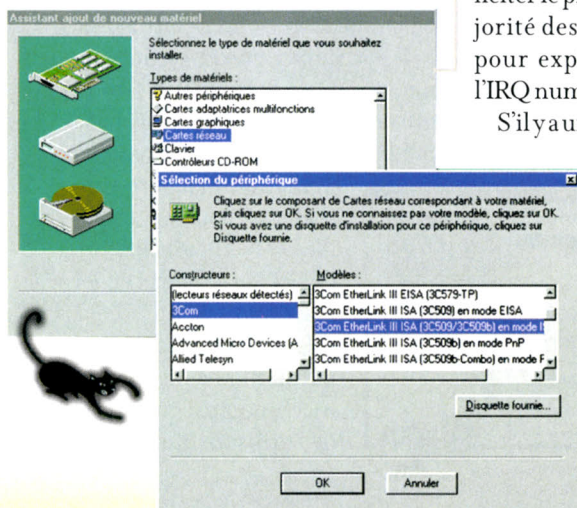 Assistant ajout de nouveau matériel
Sélectionnez le type de matériel que vous souhaitez
installer.
Types de matériels :
Autres périphériques
Cartes adaptatrices multifonctions
Cartes graphiques
Cartes réseau
Clavier
Contrôleurs CD-ROM
jorité des
pour exp
l'IRQ num
S'il y a u
Sélection du périphérique
Cliquez sur le composant de Cartes réseau correspondant à votre matériel,
puis cliquez sur OK. Si vous ne connaissez pas votre modèle, cliquez sur OK.
Si vous avez une disquette d'installation pour ce périphérique, cliquez sur
Disquette fournie.
Constructeurs :
(lecteurs réseaux détectés)
3Com
Accton
Advanced Micro Devices (A
Allied Telesyn
Modèles :
3Com EtherLink III EISA (3C579-TP)
3Com EtherLink III ISA (3C509) en mode EISA
3Com EtherLink III ISA (3C509/3C509b) en mode I
3Com EtherLink III ISA (3C509b) en mode PnP
3Com EtherLink III ISA (3C509b-Combo) en mode P
Disquette fournie...
OK
Annuler